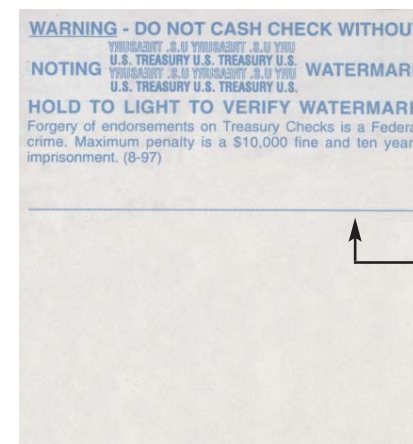 WARNING - DO NOT CASH CHECK WITHOU
U.S. TREASURY U.S. TREASURY U.S.
NOTING WATERMAR
U.S. TREASURY U.S. TREASURY U.S.
HOLD TO LIGHT TO VERIFY WATERMAR
Forgery of endorsements on Treasury Checks is a Feder
crime. Maximum penalty is a $10,000 fine and ten year
imprisonment. (8-97)